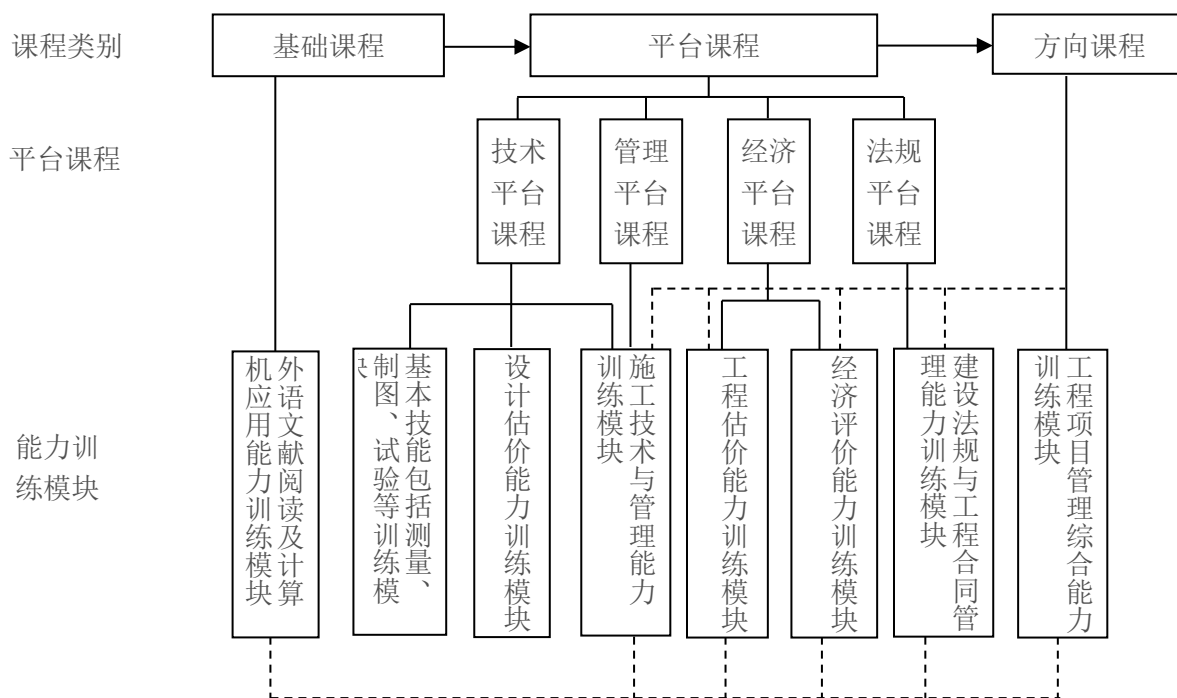 课程类别
基础课程
平台课程
方向课程
平台课程
技术
平台
课程
管理
平台
课程
经济
平台
课程
法规
平台
课程
能力训
练模块
外语文献阅读及计算
机应用能力训练模块
基本技能包括测量、
制图、试验等训练模
块
设计估价能力训练模块
施工技术与管理能力
训练模块
工程估价能力训练模块
经济评价能力训练模块
建设法规与工程合同管
理能力训练模块
工程项目管理综合能力
训练模块